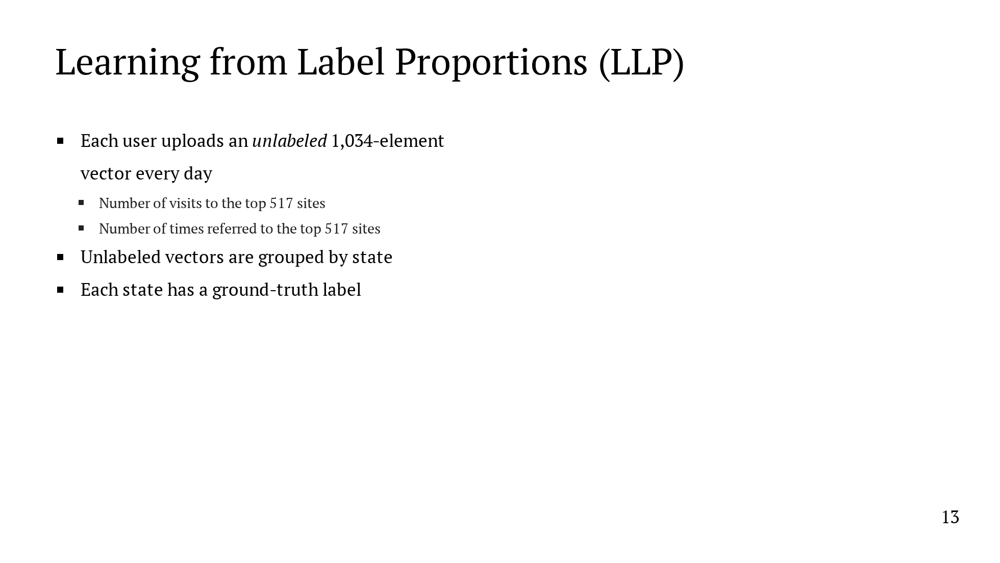 Learning from Label Proportions (LLP)
▪ Each user uploads an unlabeled 1,034-element
vector every day
▪ Number of visits to the top 517 sites
▪ Number of times referred to the top 517 sites
▪ Unlabeled vectors are grouped by state
▪ Each state has a ground-truth label
13